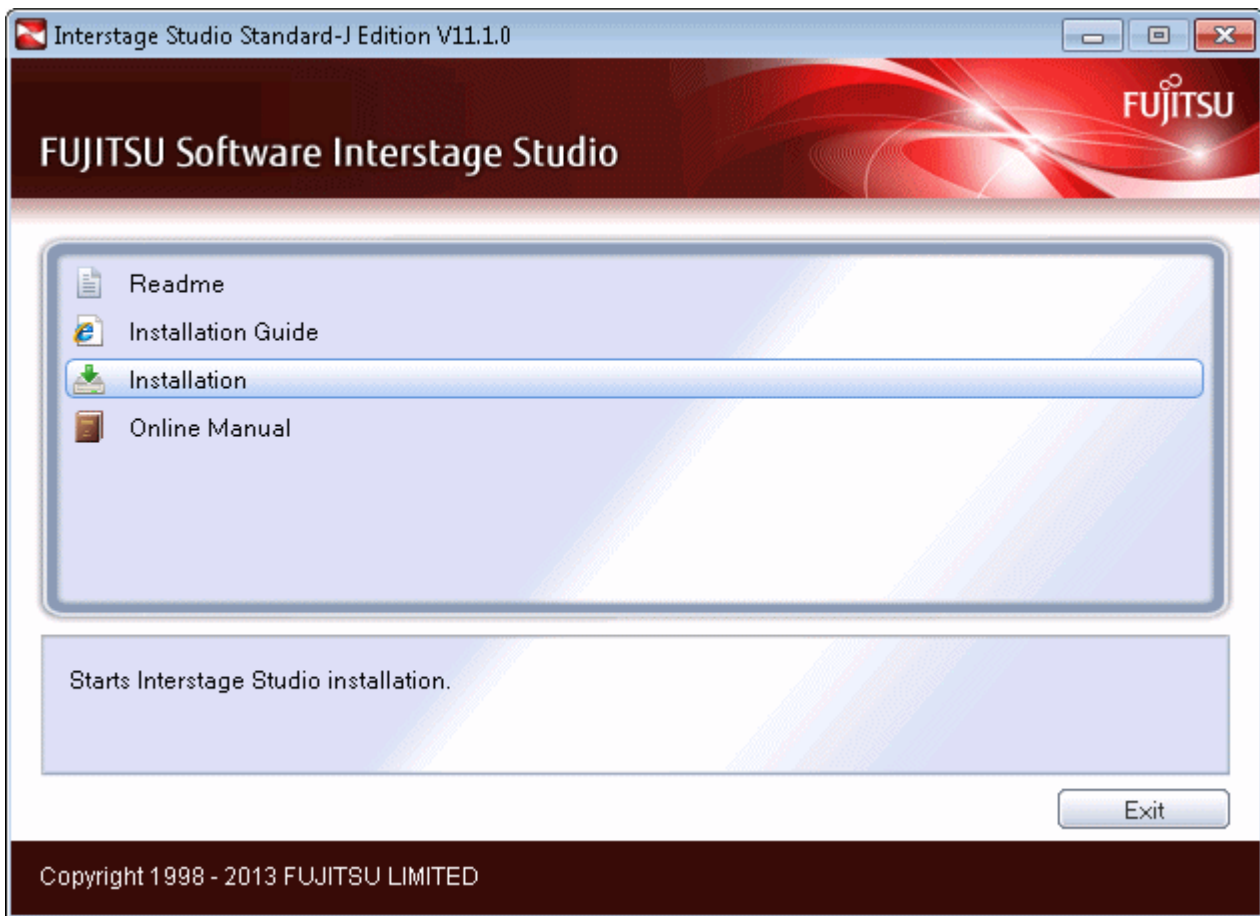 Interstage Studio Standard-J Edition V11.1.0
FUJITSU
FUJITSU Software Interstage Studio
Readme
Installation Guide
Installation
Online Manual
Starts Interstage Studio installation.
Exit
Copyright 1998 - 2013 FUJITSU LIMITED